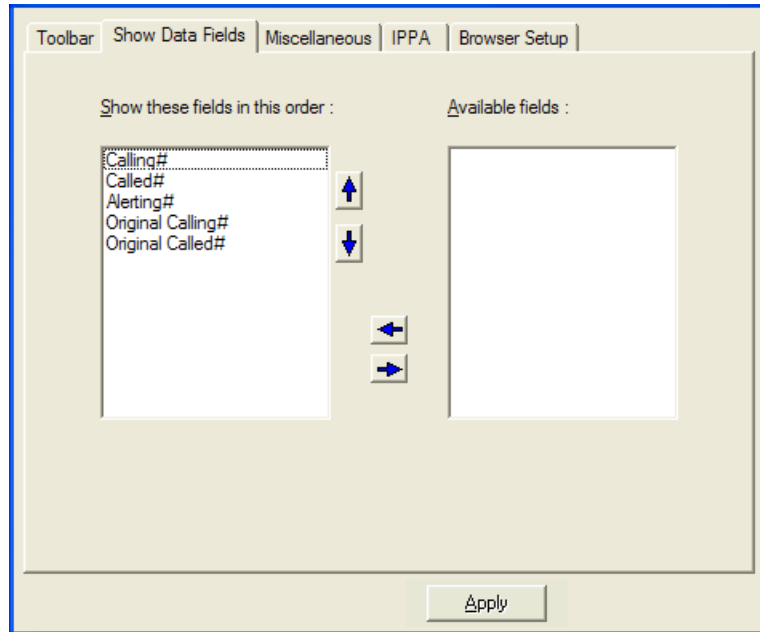 Toolbar Show Data Fields Miscellaneous IPPA Browser Setup
Show these fields in this order : Available fields :
Calling#
Called#
Alerting#
Original Calling#
Original Called#
Apply